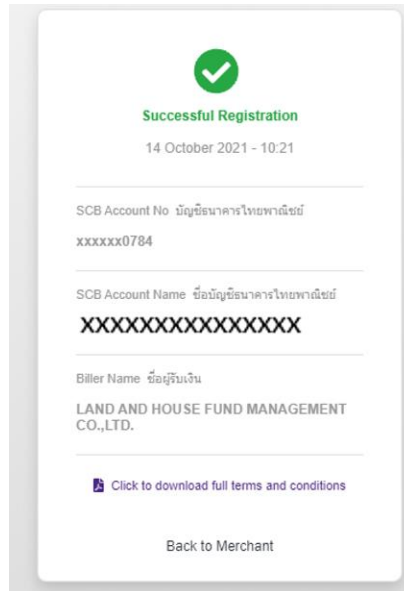 Successful Registration
14 October 2021 - 10:21
SCB Account No บัญชีธนาคารไทยพาณิชย์
xxxxxx0784
SCB Account Name ชื่อบัญชีธนาคารไทยพาณิชย์
XXXXXXXXXXXXXXX
Biller Name ชื่อผู้รับเงิน
LAND AND HOUSE FUND MANAGEMENT
CO.,LTD.
Click to download full terms and conditions
Back to Merchant